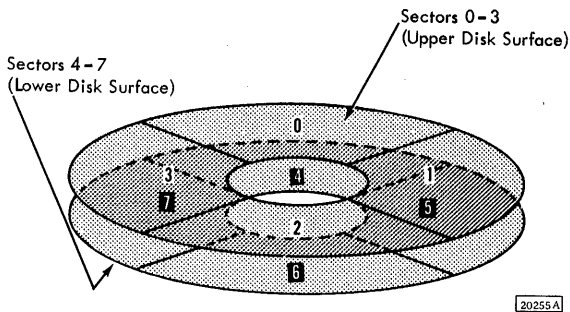 Sectors 0-3
(Upper Disk Surface)
Sectors 4-7
(Lower Disk Surface)
0
3
4
1
7
5
2
6
20255A